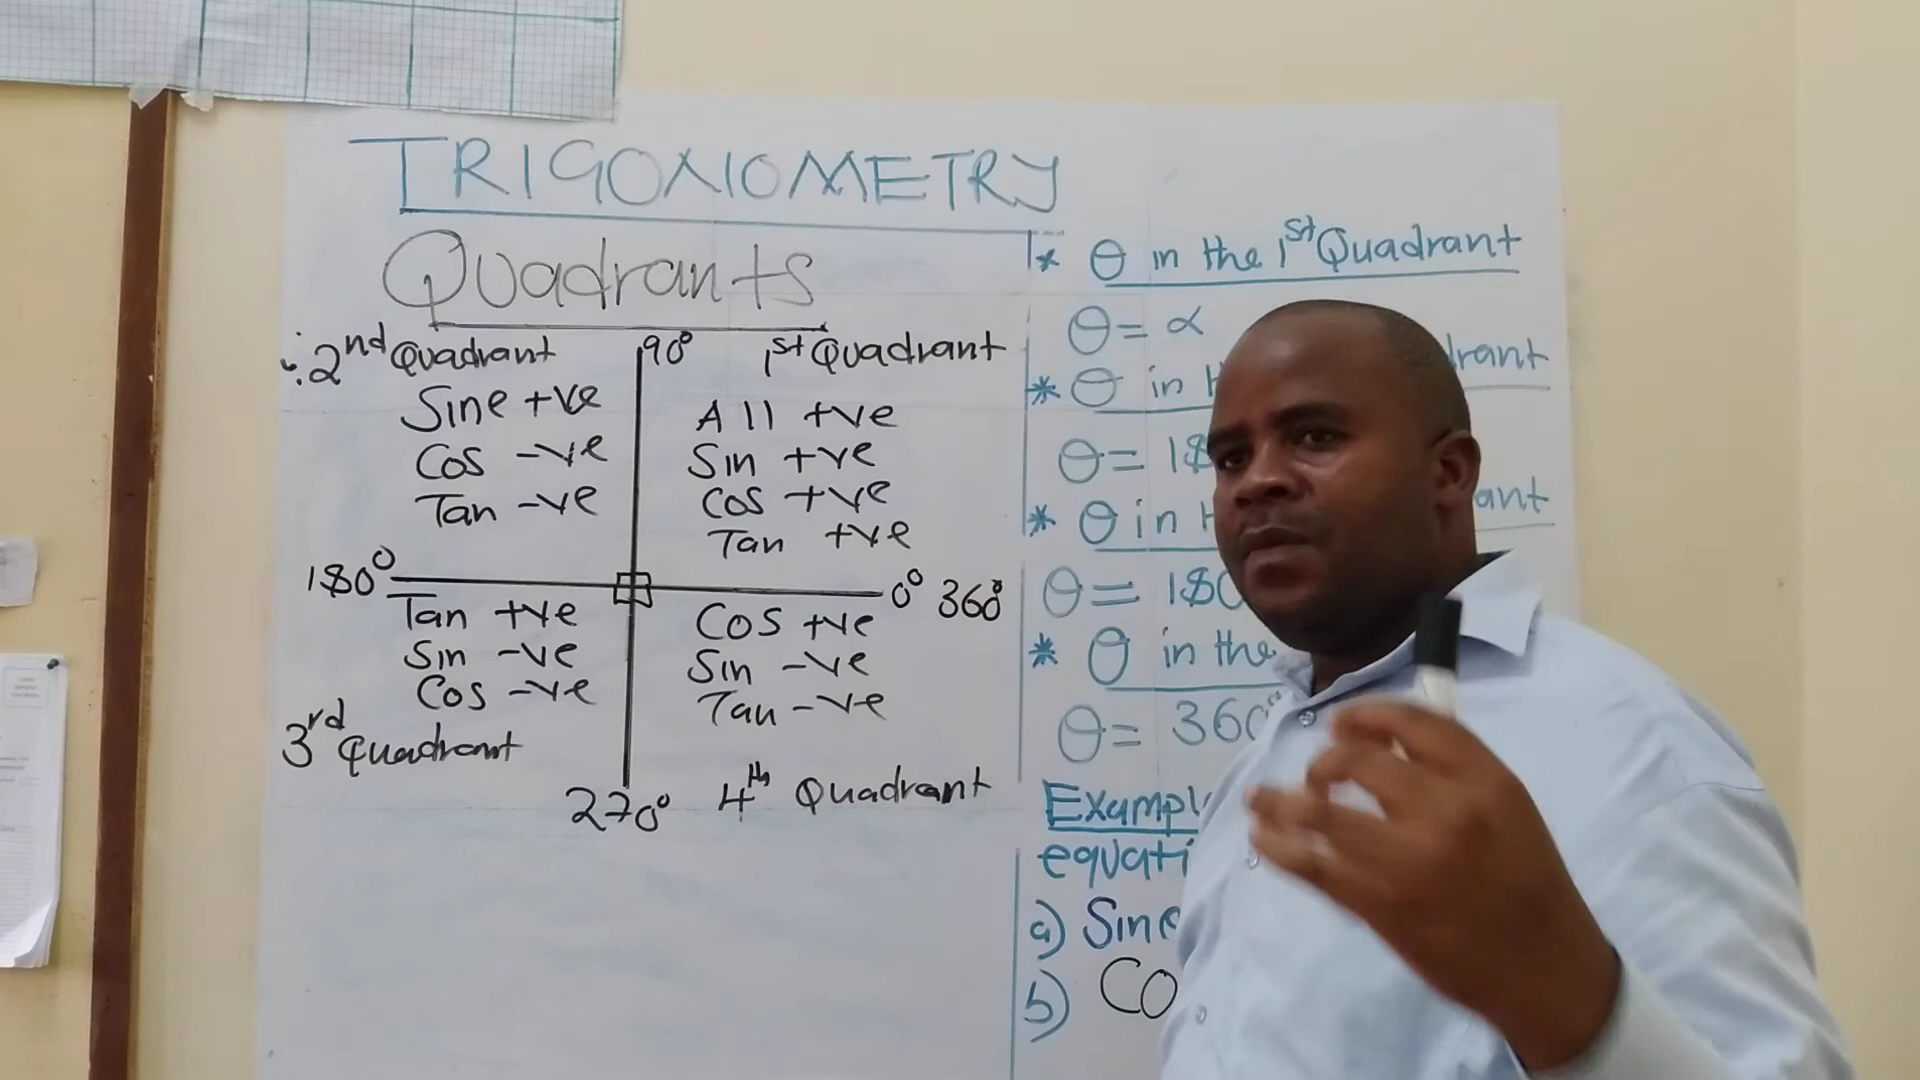 TRIGONOMETRY
Quadrants
2nd Quadrant
Sine +ve
Cos -ve
Tan -ve
90°
1st Quadrant
All +ve
Sin +ve
Cos +ve
Tan +ve
180°
0° 360°
Tan +ve
Sin -ve
Cos -ve
3rd Quadrant
Cos +ve
Sin -ve
Tan -ve
270°
4th Quadrant
* θ in the 1st Quadrant
θ = α
* θ in
θ = 18
* θ in
θ = 180
* θ in the
θ = 360°
Exampl
equati
a) Sine
b) Co